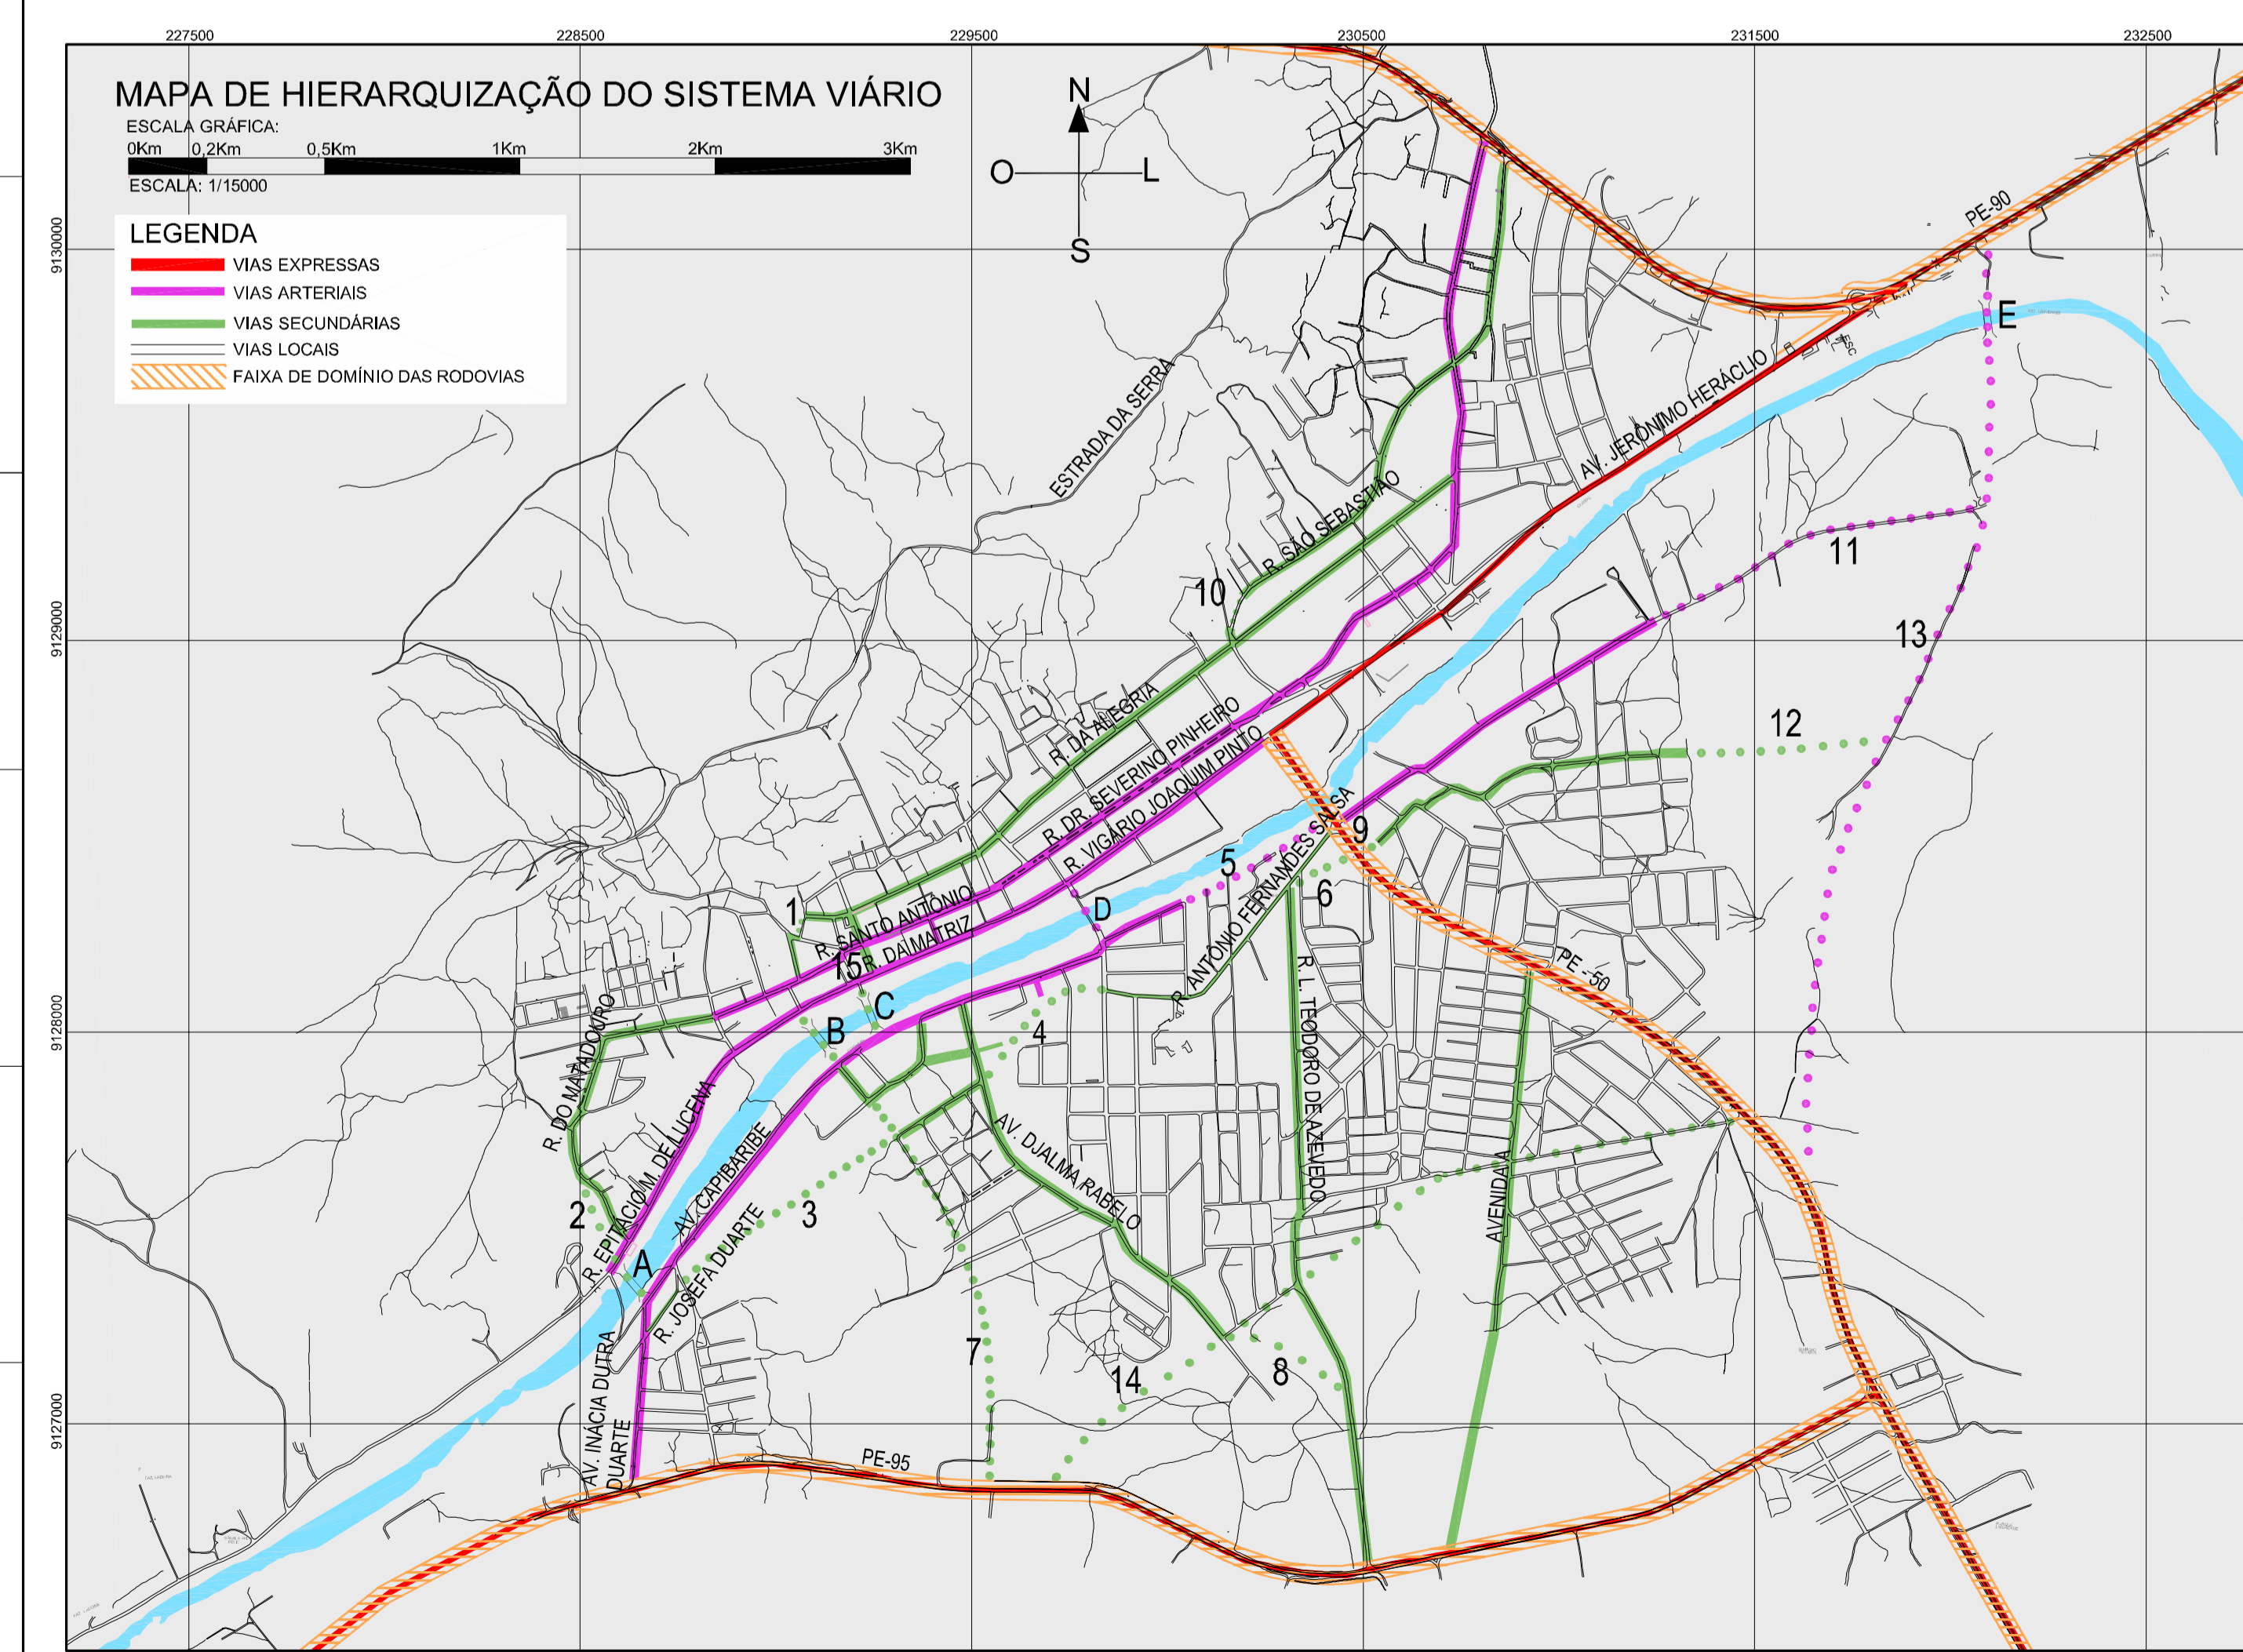 227500
228500
229500
230500
231500
232500
MAPA DE HIERARQUIZAÇÃO DO SISTEMA VIÁRIO
ESCALA GRÁFICA:
0Km 0,2Km 0,5Km 1Km 2Km 3Km
ESCALA: 1/15000
N
O
L
S
LEGENDA
VIAS EXPRESSAS
VIAS ARTERIAIS
VIAS SECUNDÁRIAS
VIAS LOCAIS
FAIXA DE DOMÍNIO DAS RODOVIAS
9130000
9129000
9128000
9127000
PE-90
E
ESC
AV. JERÔNIMO HERÁCLIO
ESTRADA DA SERRA
R. SÃO SEBASTIÃO
10
11
13
12
R. DA ALEGRIA
R. DR. SEVERINO PINHEIRO
R. VIGÁRIO JOAQUIM PINTO
9
5
6
D
1
R. SANTO ANTÔNIO
R. DA MATRIZ
15
R. ANTÔNIO FERNANDES SALSA
PE - 50
C
B
4
R. DO MATADOURO
R. L. TEODORO DE AZEVEDO
R. EPITÁCIO M. DE LUCENA
AV. CAPIBARIBE
AV. DJALMA RABELO
AVENIDA A
2
3
A
R. JOSEFA DUARTE
7
14
8
AV. INÁCIA DUTRA
DUARTE
PE-95